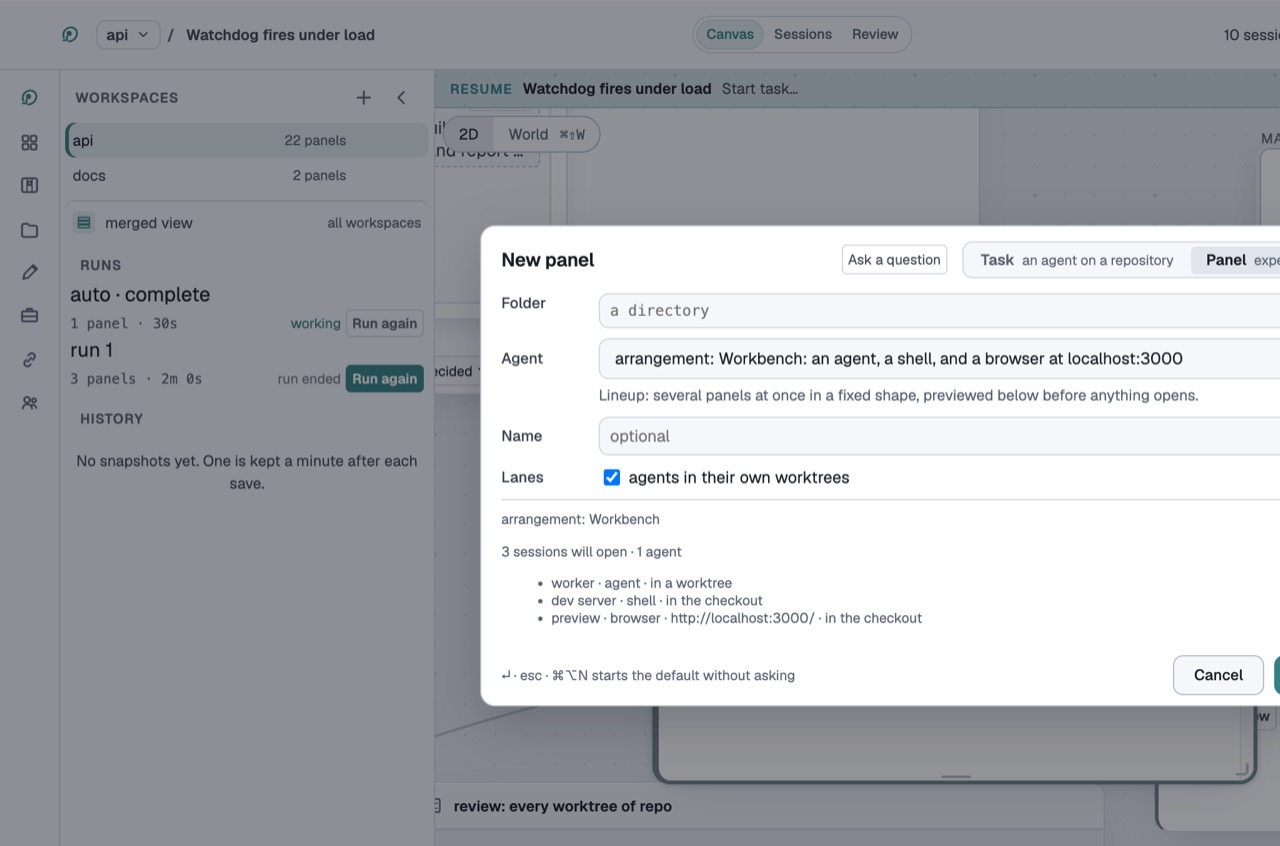 api / Watchdog fires under load
Canvas Sessions Review
10 sessi
WORKSPACES
RESUME Watchdog fires under load Start task…
api 22 panels
docs 2 panels
merged view all workspaces
RUNS
auto · complete
1 panel · 30s working Run again
run 1
3 panels · 2m 0s run ended Run again
HISTORY
No snapshots yet. One is kept a minute after each
save.
2D World ⌘⇧W
nd report …
MA
ecided
New panel
Ask a question
Task an agent on a repository
Panel expe
Folder a directory
Agent arrangement: Workbench: an agent, a shell, and a browser at localhost:3000
Lineup: several panels at once in a fixed shape, previewed below before anything opens.
Name optional
Lanes agents in their own worktrees
arrangement: Workbench
3 sessions will open · 1 agent
• worker · agent · in a worktree
• dev server · shell · in the checkout
• preview · browser · http://localhost:3000/ · in the checkout
↵ · esc · ⌘⌥N starts the default without asking
Cancel
review: every worktree of repo